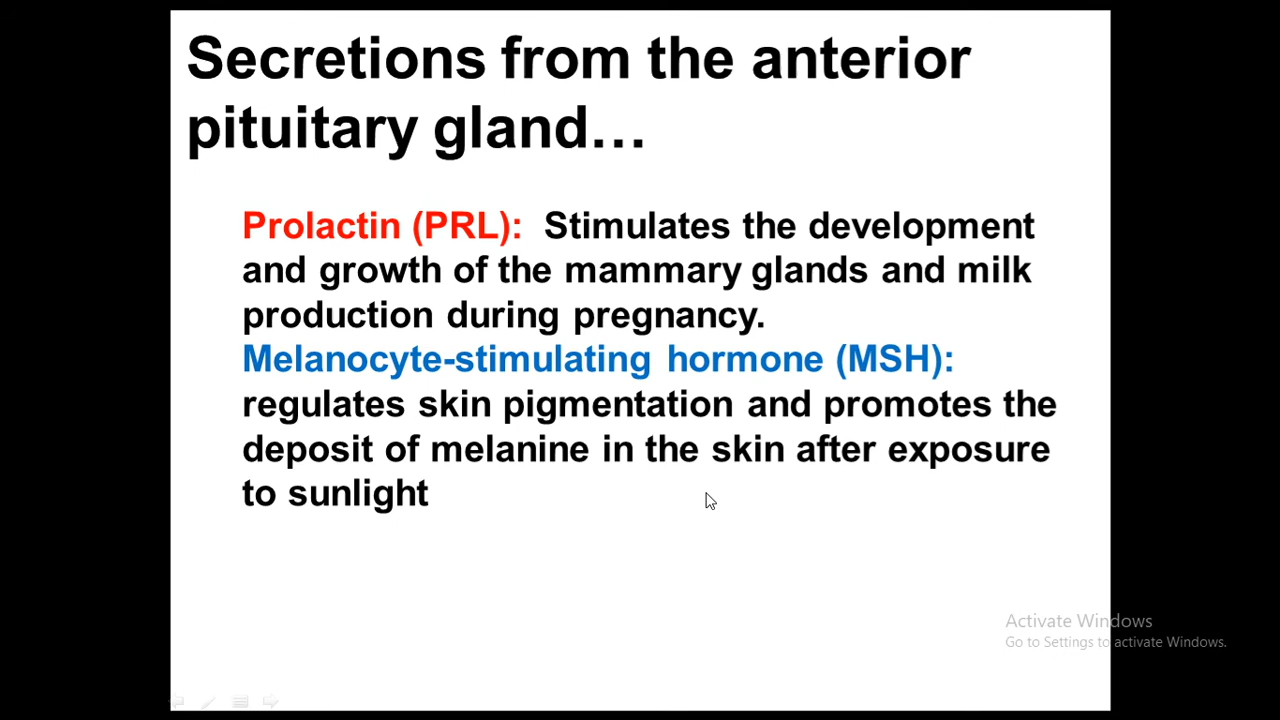 Secretions from the anterior
pituitary gland…
Prolactin (PRL): Stimulates the development
and growth of the mammary glands and milk
production during pregnancy.
Melanocyte-stimulating hormone (MSH):
regulates skin pigmentation and promotes the
deposit of melanine in the skin after exposure
to sunlight
Activate Windows
Go to Settings to activate Windows.